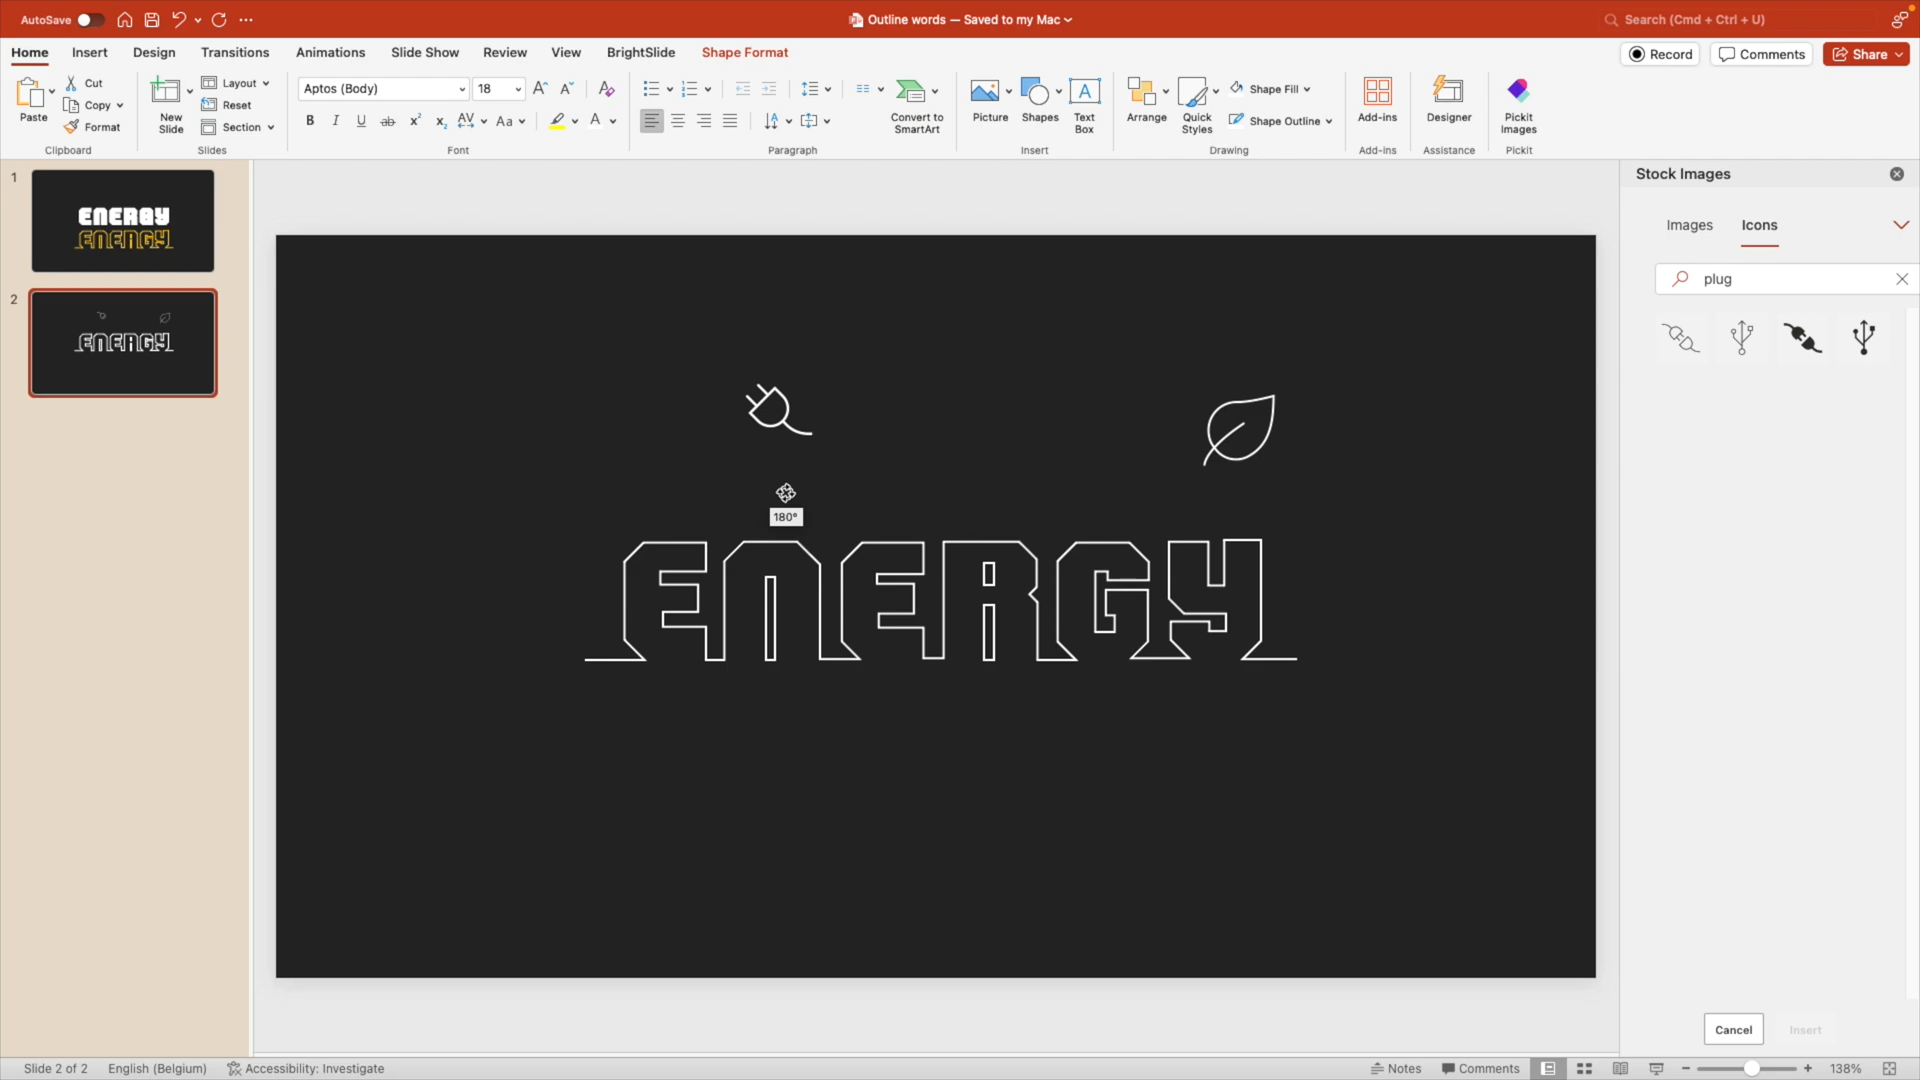 AutoSave
Outline words — Saved to my Mac
Search (Cmd + Ctrl + U)
Home
Insert
Design
Transitions
Animations
Slide Show
Review
View
BrightSlide
Shape Format
Record
Comments
Share
Paste
Cut
Copy
Format
Clipboard
New
Slide
Layout
Reset
Section
Slides
Aptos (Body)
18
Font
Paragraph
Convert to
SmartArt
Picture
Shapes
Text
Box
Insert
Arrange
Quick
Styles
Shape Fill
Shape Outline
Drawing
Add-ins
Add-ins
Designer
Assistance
Pickit
Images
Pickit
1
ENERGY
ENERGY
2
ENERGY
180°
ENERGY
Stock Images
Images
Icons
plug
Cancel
Insert
Slide 2 of 2
English (Belgium)
Accessibility: Investigate
Notes
Comments
138%